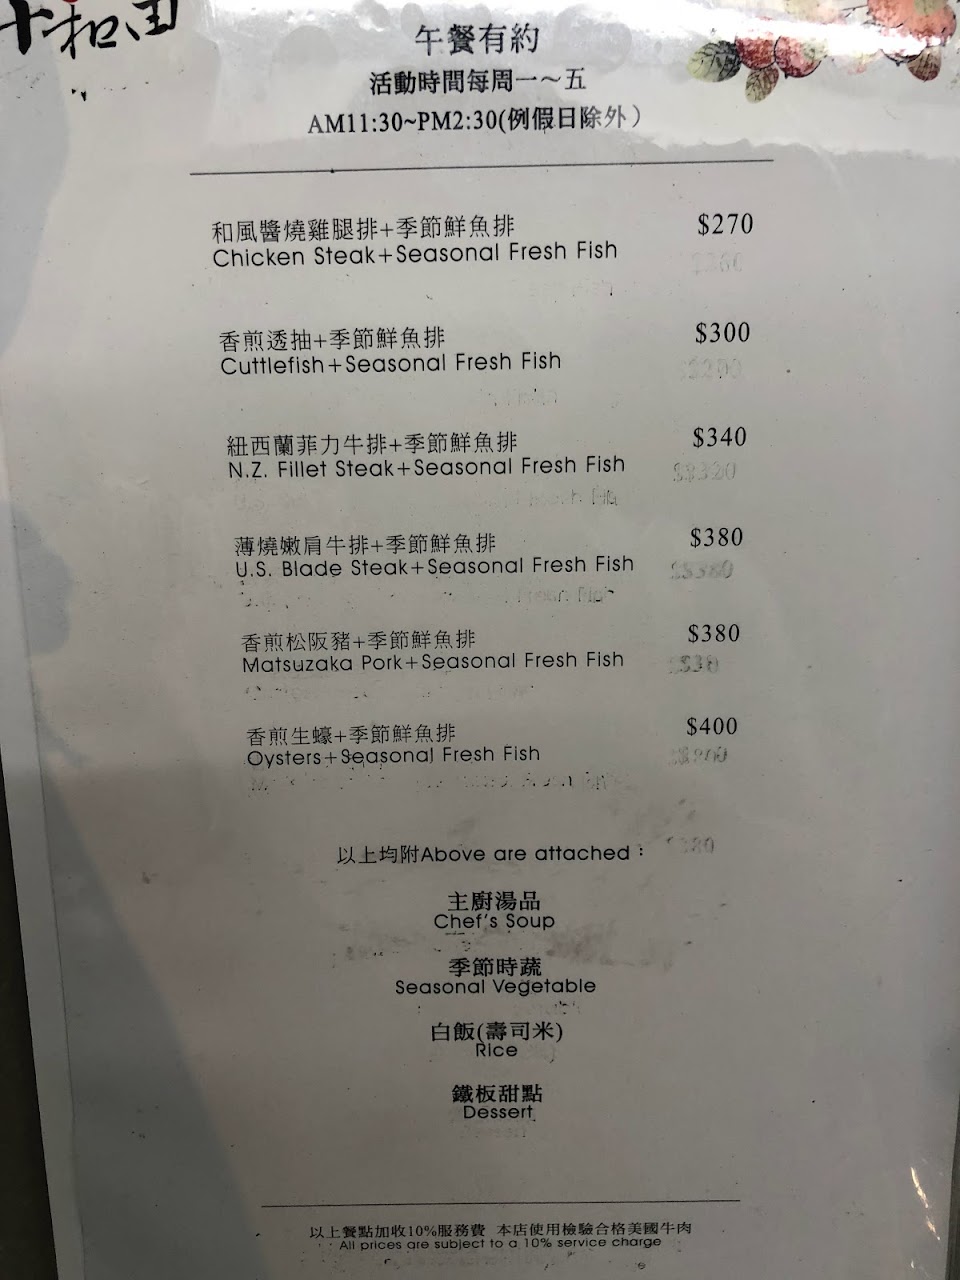 十和田
午餐有約
活動時間每周一～五
AM11:30~PM2:30(例假日除外)
和風醬燒雞腿排+季節鮮魚排 $270
Chicken Steak+Seasonal Fresh Fish
香煎透抽+季節鮮魚排 $300
Cuttlefish+Seasonal Fresh Fish
紐西蘭菲力牛排+季節鮮魚排 $340
N.Z. Fillet Steak+Seasonal Fresh Fish
薄燒嫩肩牛排+季節鮮魚排 $380
U.S. Blade Steak+Seasonal Fresh Fish
香煎松阪豬+季節鮮魚排 $380
Matsuzaka Pork+Seasonal Fresh Fish
香煎生蠔+季節鮮魚排 $400
Oysters+Seasonal Fresh Fish
以上均附Above are attached：
主廚湯品
Chef's Soup
季節時蔬
Seasonal Vegetable
白飯(壽司米)
Rice
鐵板甜點
Dessert
以上餐點加收10%服務費 本店使用檢驗合格美國牛肉
All prices are subject to a 10% service charge